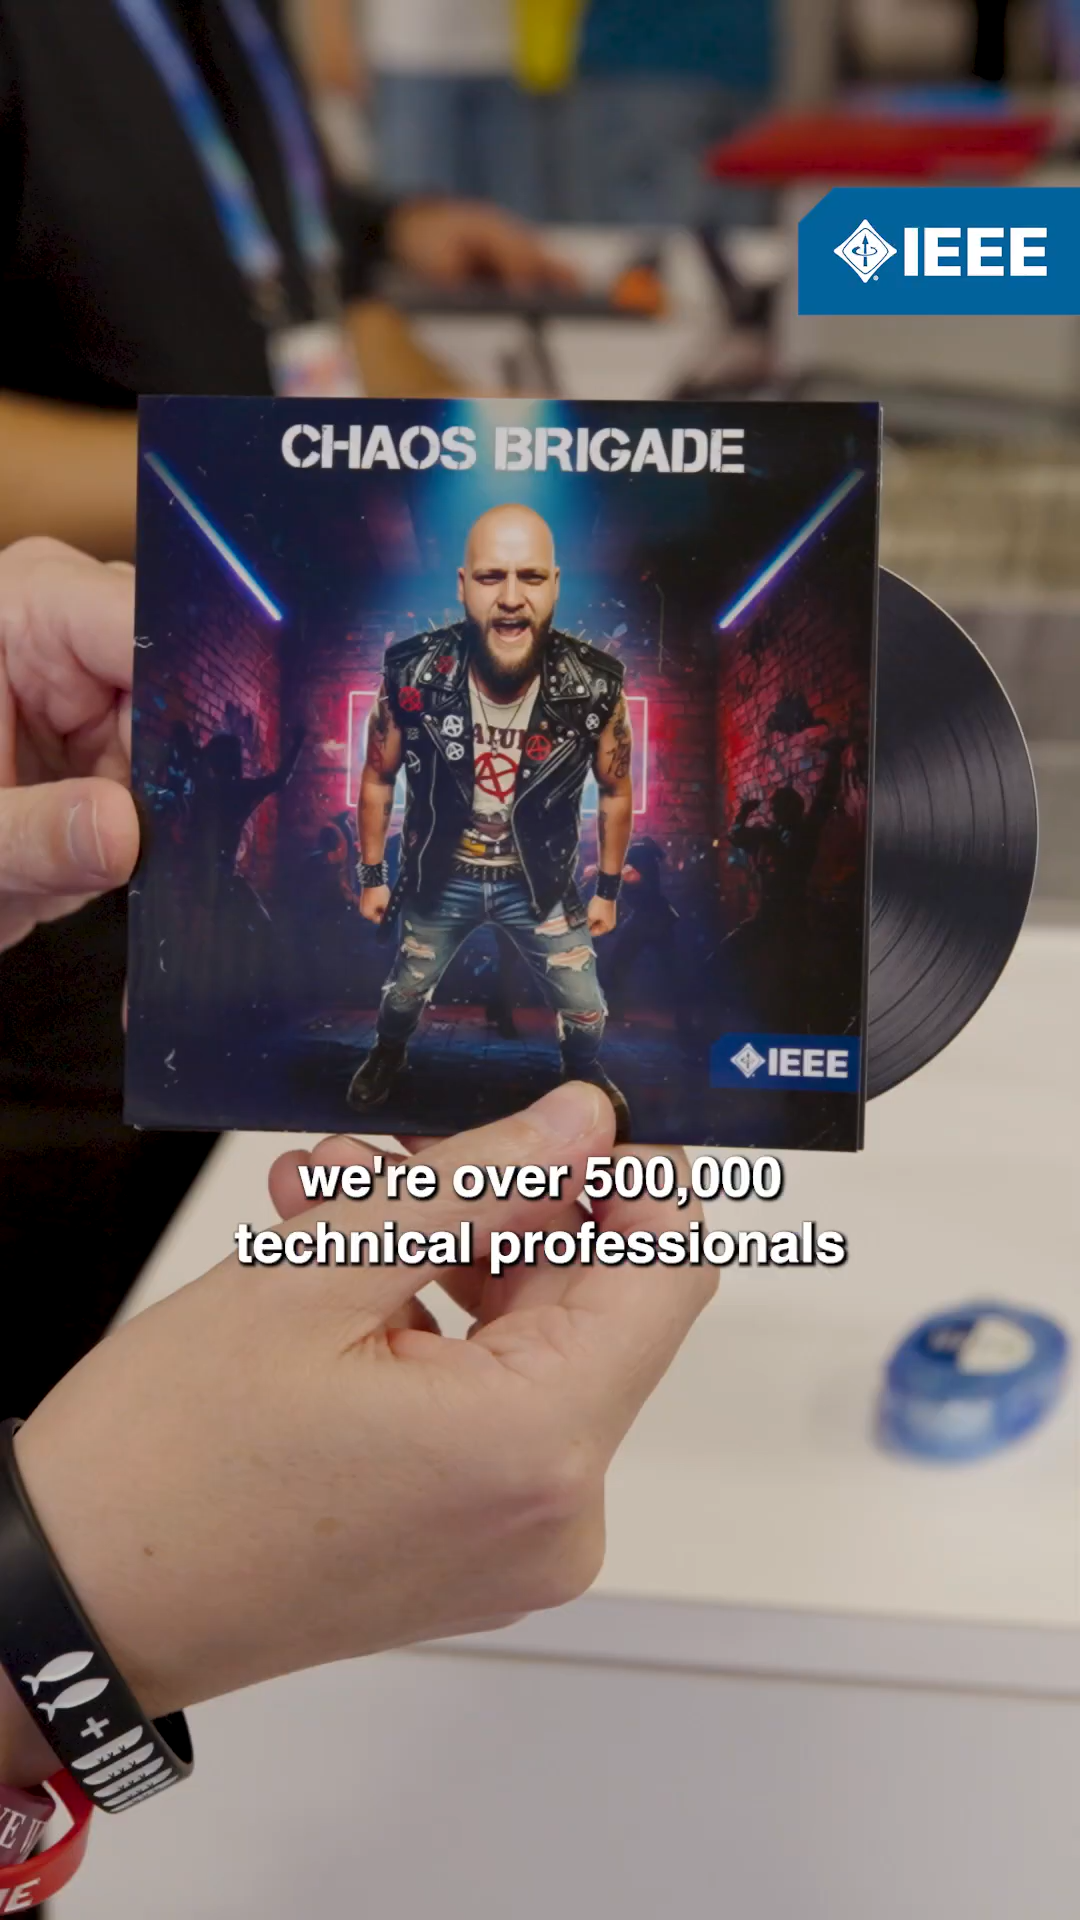 IEEE
CHAOS BRIGADE
IEEE
we're over 500,000
technical professionals